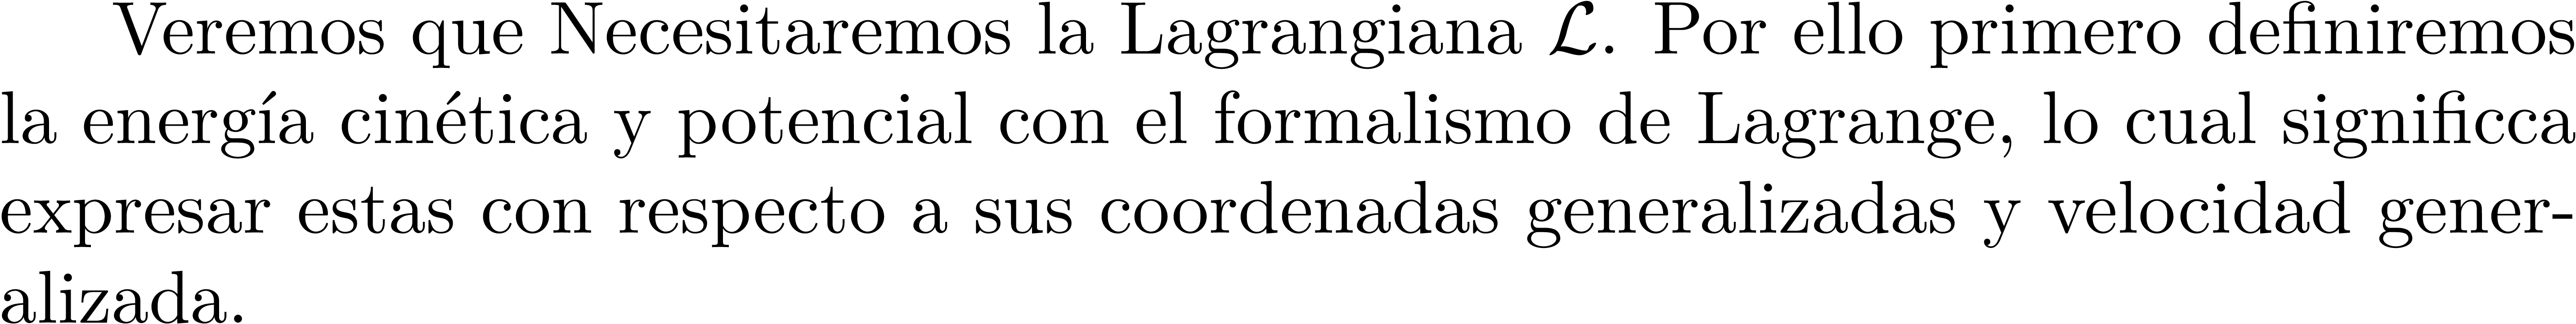 Veremos que Necesitaremos la Lagrangiana ℒ. Por ello primero definiremos
la energía cinética y potencial con el formalismo de Lagrange, lo cual significca
expresar estas con respecto a sus coordenadas generalizadas y velocidad gener-
alizada.